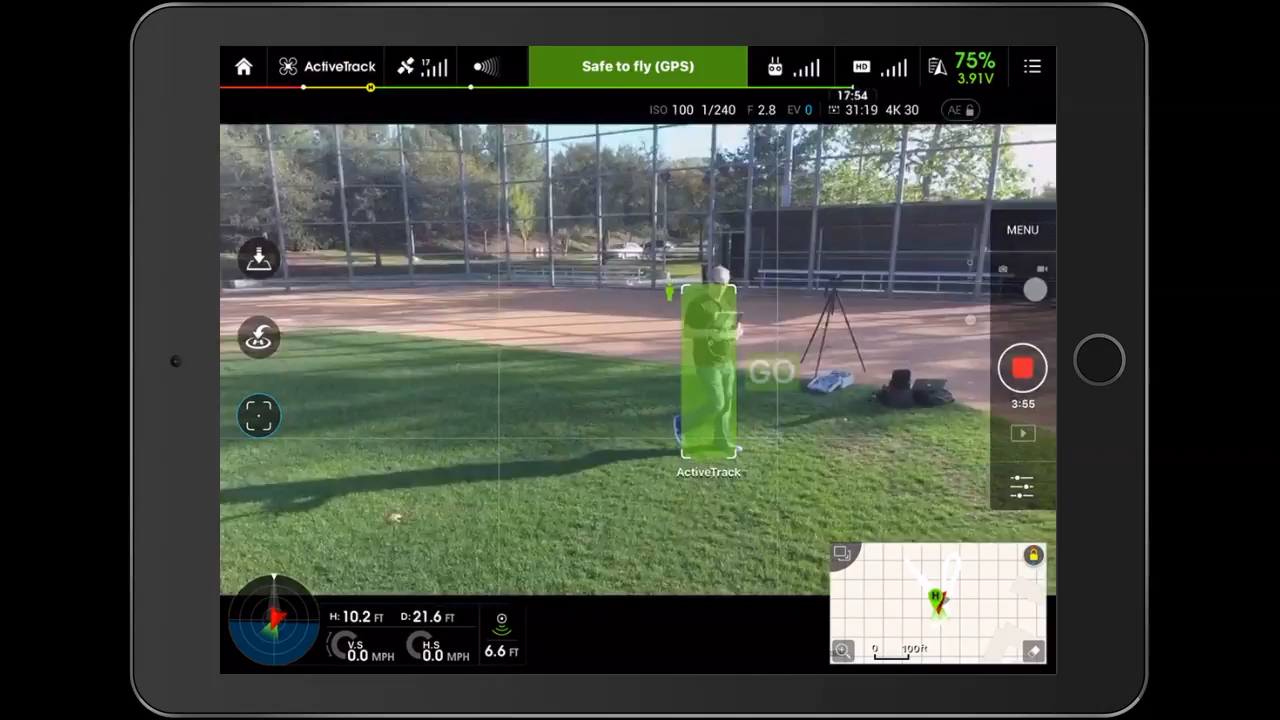 ActiveTrack
17
Safe to fly (GPS)
HD
75%
3.91V
H
17:54
ISO 100 1/240 F 2.8 EV 0 31:19 4K 30 AE
MENU
GO
3:55
ActiveTrack
H: 10.2 FT D: 21.6 FT
V.S 0.0 MPH H.S 0.0 MPH
6.6 FT
H
0 100ft